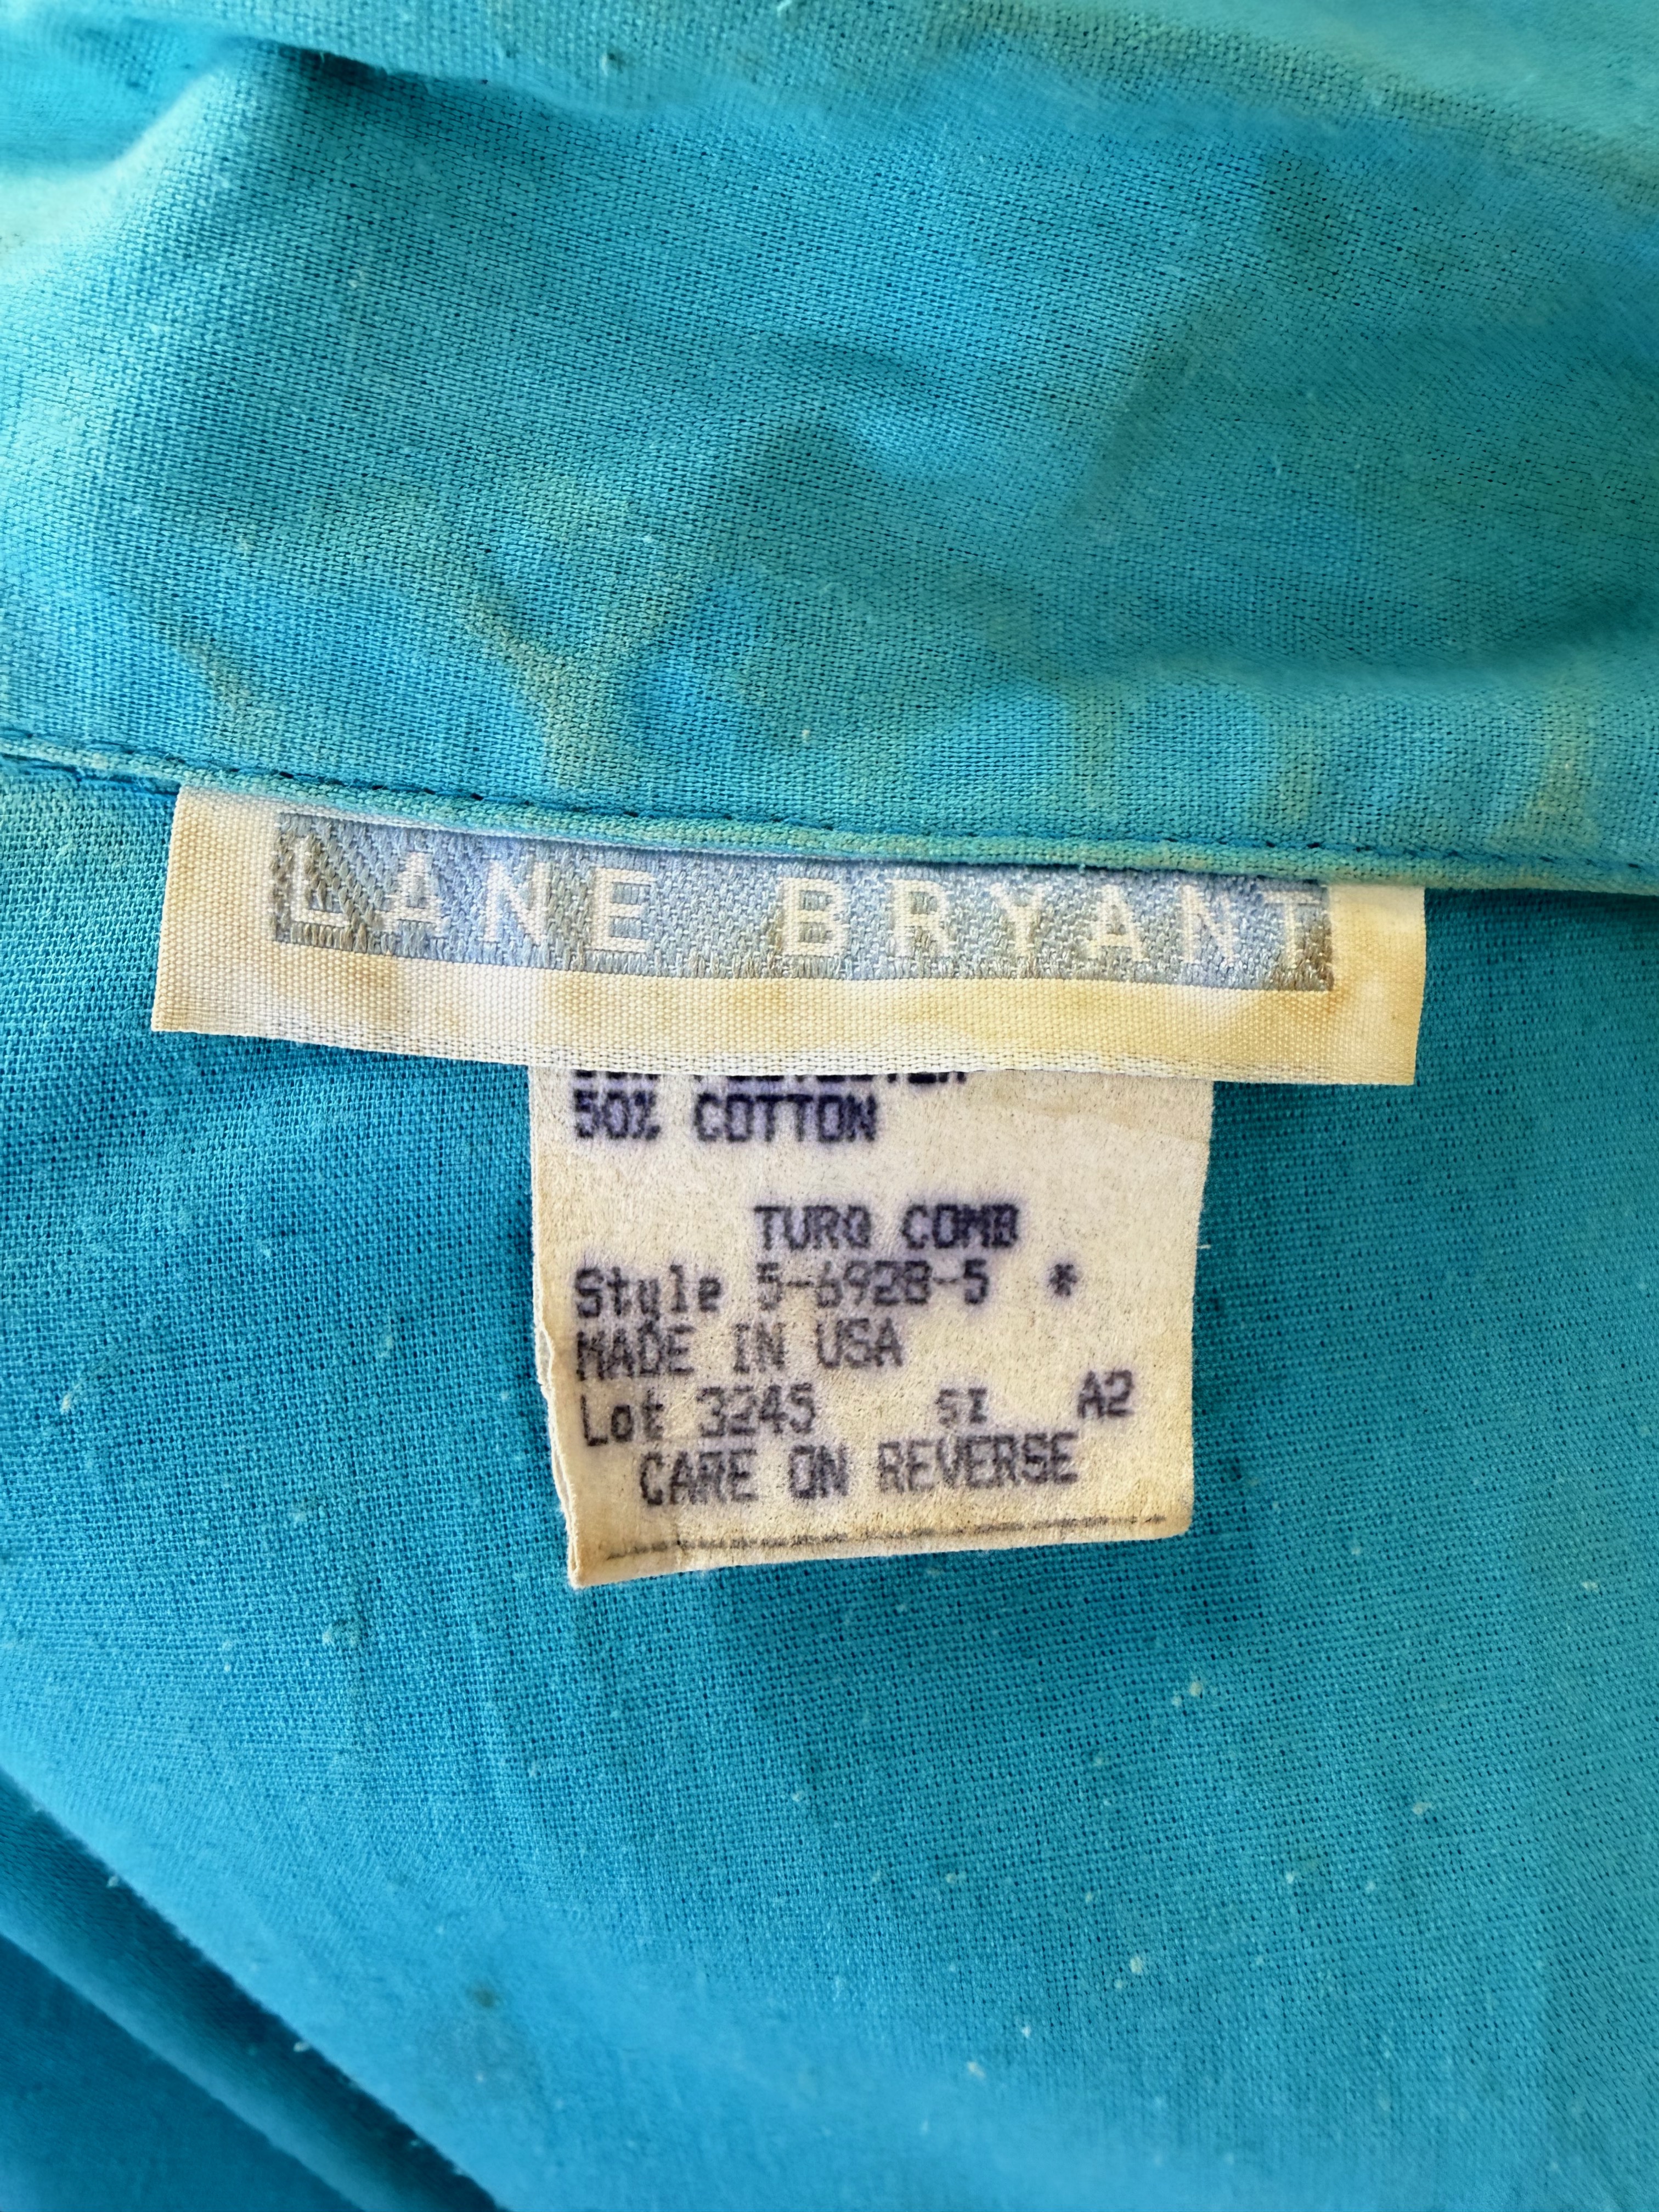 LANE BRYANT
50% COTTON
TURQ COMB
Style 5-6928-5 *
MADE IN USA
Lot 3245 SI A2
CARE ON REVERSE